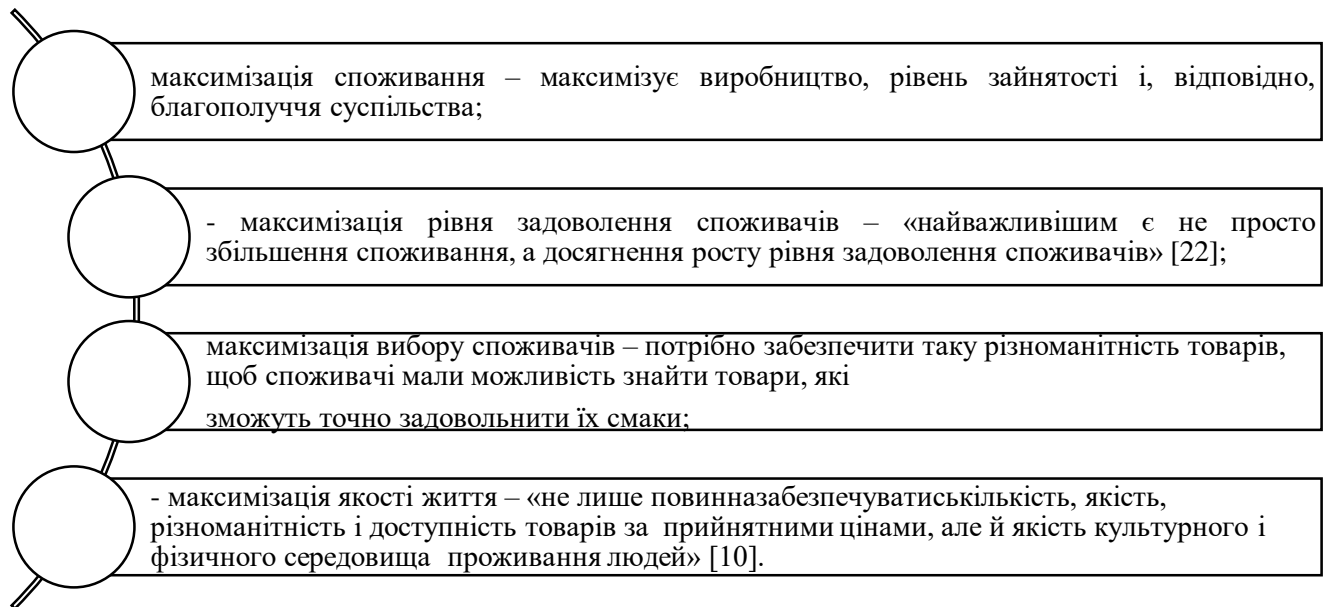 максимізація споживання – максимізує виробництво, рівень зайнятості і, відповідно,
благополуччя суспільства;
- максимізація рівня задоволення споживачів – «найважливішим є не просто
збільшення споживання, а досягнення росту рівня задоволення споживачів» [22];
максимізація вибору споживачів – потрібно забезпечити таку різноманітність товарів,
щоб споживачі мали можливість знайти товари, які
зможуть точно задовольнити їх смаки;
- максимізація якості життя – «не лише повинназабезпечуватиськількість, якість,
різноманітність і доступність товарів за прийнятними цінами, але й якість культурного і
фізичного середовища проживання людей» [10].